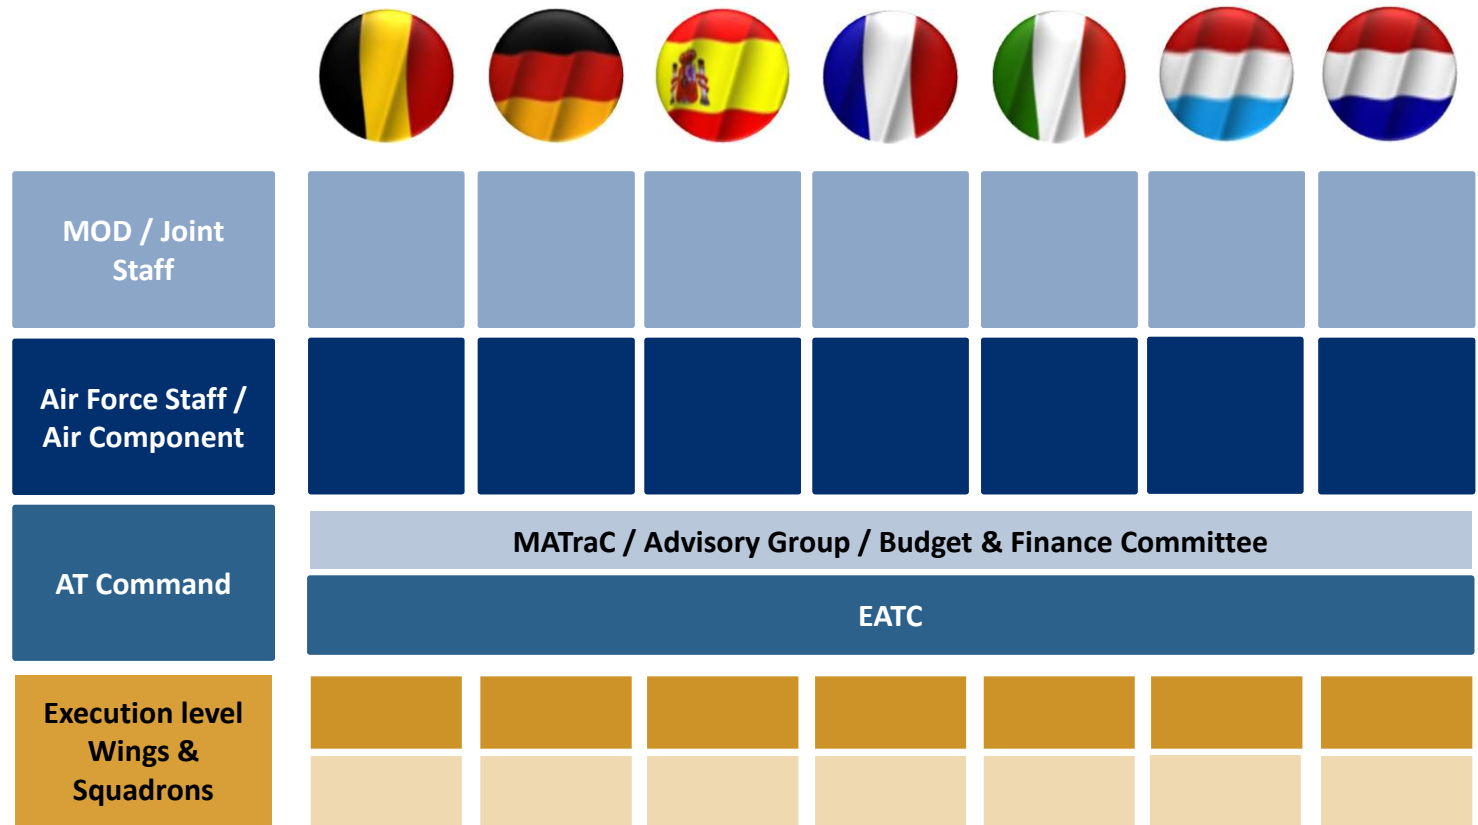 MOD / Joint
Staff
Air Force Staff /
Air Component
AT Command
MATraC / Advisory Group / Budget & Finance Committee
EATC
Execution level
Wings &
Squadrons